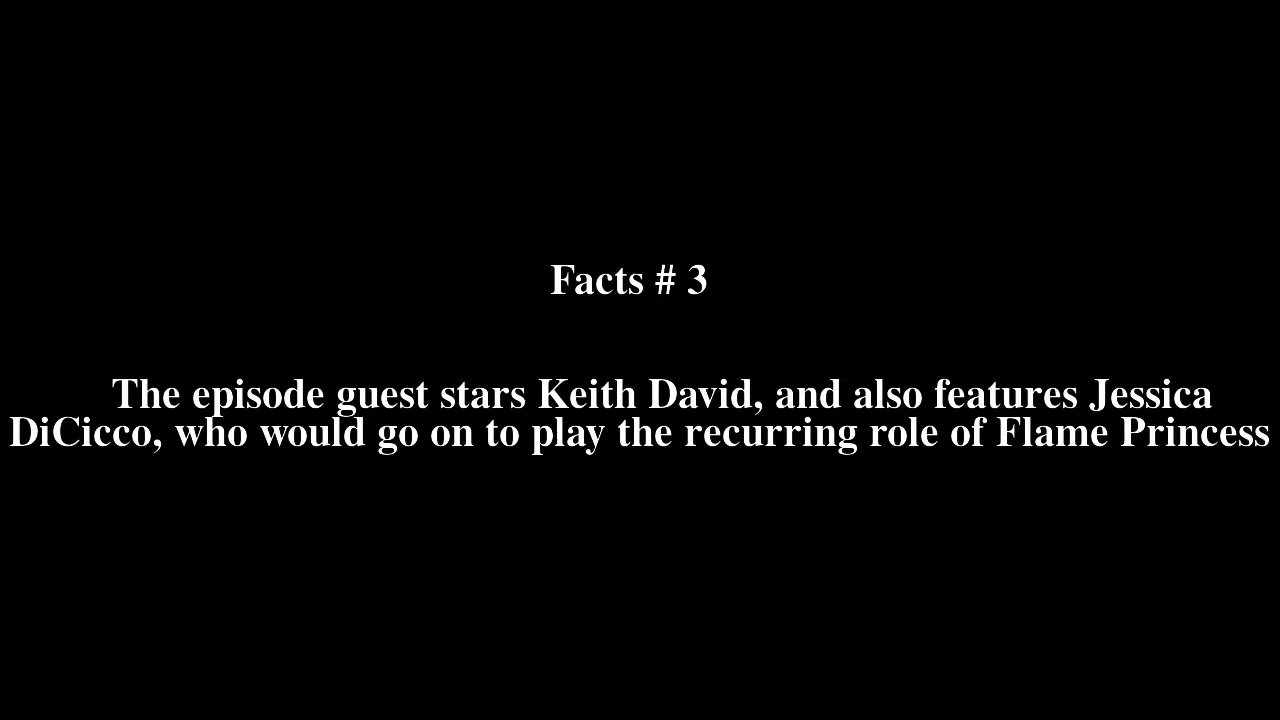 Facts # 3
The episode guest stars Keith David, and also features Jessica
DiCicco, who would go on to play the recurring role of Flame Princess